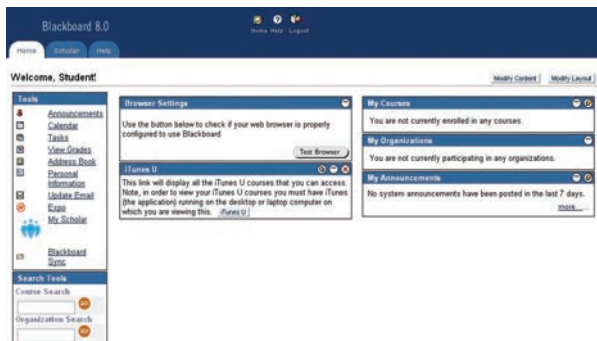 Blackboard 8.0
Home Help Logout
Home Scholar Help
Welcome, Student!
Modify Content Modify Layout
Tools
Announcements
Calendar
Tasks
View Grades
Address Book
Personal
Information
Update Email
Expo
My Scholar
Blackboard
Sync
Search Tools
Course Search
GO
Organization Search
GO
Browser Settings
Use the button below to check if your web browser is properly
configured to use Blackboard
Test Browser
iTunes U
This link will display all the iTunes U courses that you can access.
Note, in order to view your iTunes U courses you must have iTunes
(the application) running on the desktop or laptop computer on
which you are viewing this. iTunes U
My Courses
You are not currently enrolled in any courses.
My Organizations
You are not currently participating in any organizations.
My Announcements
No system announcements have been posted in the last 7 days.
more...